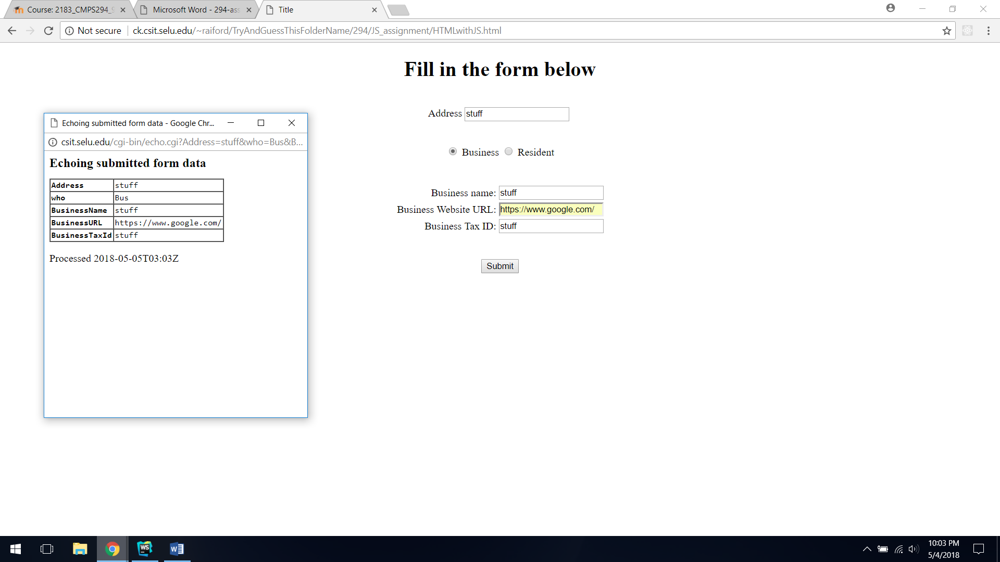 Course: 2183_CMPS294_
Microsoft Word - 294-ass
Title
Not secure
ck.csit.selu.edu/~raiford/TryAndGuessThisFolderName/294/JS_assignment/HTMLwithJS.html
Fill in the form below
Address stuff
Business Resident
Business name: stuff
Business Website URL: https://www.google.com/
Business Tax ID: stuff
Submit
Echoing submitted form data - Google Chr...
csit.selu.edu/cgi-bin/echo.cgi?Address=stuff&who=Bus&B...
Echoing submitted form data
Address stuff
who Bus
BusinessName stuff
BusinessURL https://www.google.com/
BusinessTaxId stuff
Processed 2018-05-05T03:03Z
WS
W
10:03 PM
5/4/2018